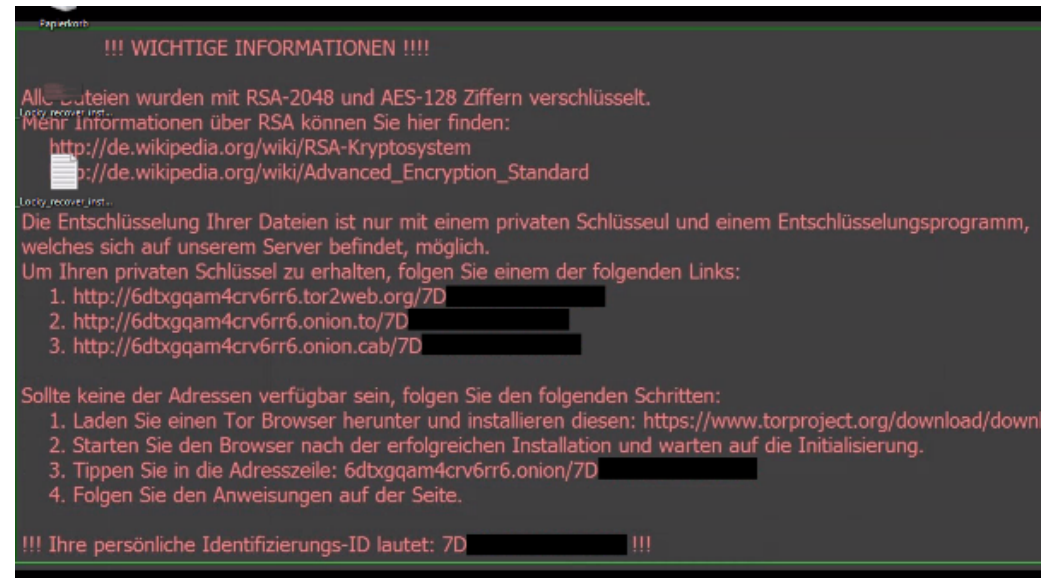 Papierkorb
!!! WICHTIGE INFORMATIONEN !!!!
Alle Dateien wurden mit RSA-2048 und AES-128 Ziffern verschlüsselt.
_Locky_recover_inst...
Mehr Informationen über RSA können Sie hier finden:
http://de.wikipedia.org/wiki/RSA-Kryptosystem
p://de.wikipedia.org/wiki/Advanced_Encryption_Standard
_Locky_recover_inst...
Die Entschlüsselung Ihrer Dateien ist nur mit einem privaten Schlüsseul und einem Entschlüsselungsprogramm,
welches sich auf unserem Server befindet, möglich.
Um Ihren privaten Schlüssel zu erhalten, folgen Sie einem der folgenden Links:
1. http://6dtxgqam4crv6rr6.tor2web.org/7D
2. http://6dtxgqam4crv6rr6.onion.to/7D
3. http://6dtxgqam4crv6rr6.onion.cab/7D
Sollte keine der Adressen verfügbar sein, folgen Sie den folgenden Schritten:
1. Laden Sie einen Tor Browser herunter und installieren diesen: https://www.torproject.org/download/downl
2. Starten Sie den Browser nach der erfolgreichen Installation und warten auf die Initialisierung.
3. Tippen Sie in die Adresszeile: 6dtxgqam4crv6rr6.onion/7D
4. Folgen Sie den Anweisungen auf der Seite.
!!! Ihre persönliche Identifizierungs-ID lautet: 7D !!!